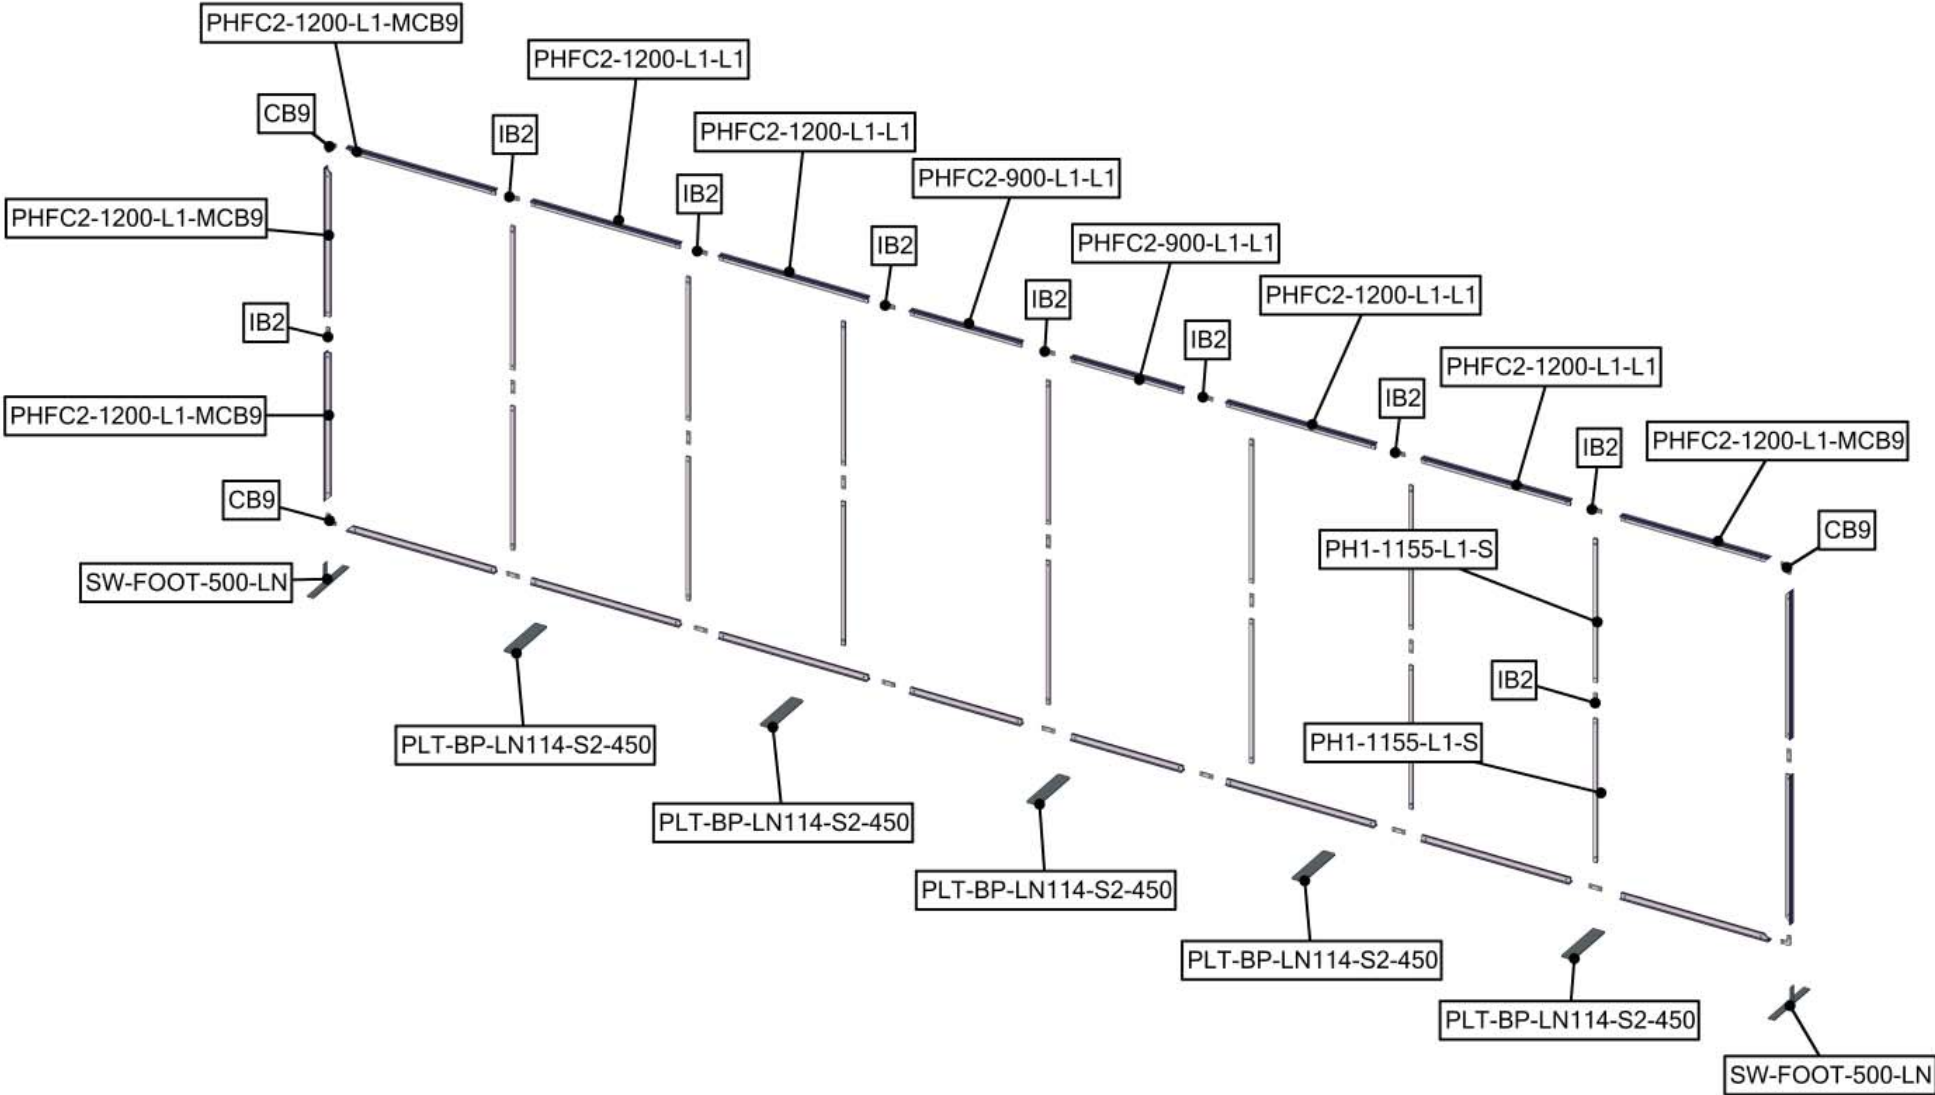 PHFC2-1200-L1-MCB9
PHFC2-1200-L1-L1
CB9
IB2
PHFC2-1200-L1-L1
PHFC2-900-L1-L1
IB2
PHFC2-1200-L1-MCB9
IB2
PHFC2-900-L1-L1
IB2
PHFC2-1200-L1-L1
IB2
IB2
PHFC2-1200-L1-L1
IB2
PHFC2-1200-L1-MCB9
IB2
PHFC2-1200-L1-MCB9
CB9
CB9
PH1-1155-L1-S
SW-FOOT-500-LN
IB2
PLT-BP-LN114-S2-450
PH1-1155-L1-S
PLT-BP-LN114-S2-450
PLT-BP-LN114-S2-450
PLT-BP-LN114-S2-450
PLT-BP-LN114-S2-450
SW-FOOT-500-LN